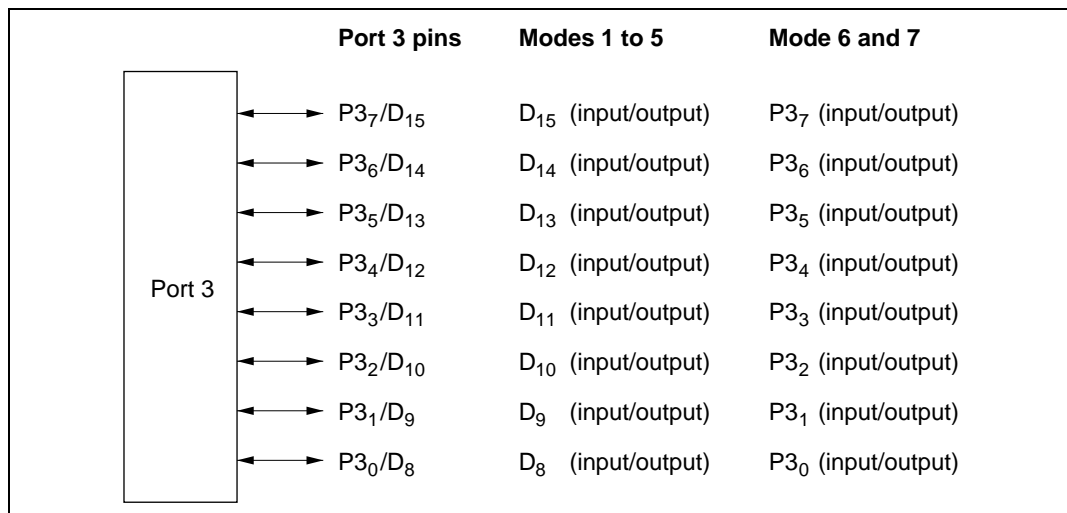 Port 3 pins Modes 1 to 5 Mode 6 and 7
P3₇/D₁₅ D₁₅ (input/output) P3₇ (input/output)
P3₆/D₁₄ D₁₄ (input/output) P3₆ (input/output)
P3₅/D₁₃ D₁₃ (input/output) P3₅ (input/output)
P3₄/D₁₂ D₁₂ (input/output) P3₄ (input/output)
Port 3
P3₃/D₁₁ D₁₁ (input/output) P3₃ (input/output)
P3₂/D₁₀ D₁₀ (input/output) P3₂ (input/output)
P3₁/D₉ D₉ (input/output) P3₁ (input/output)
P3₀/D₈ D₈ (input/output) P3₀ (input/output)